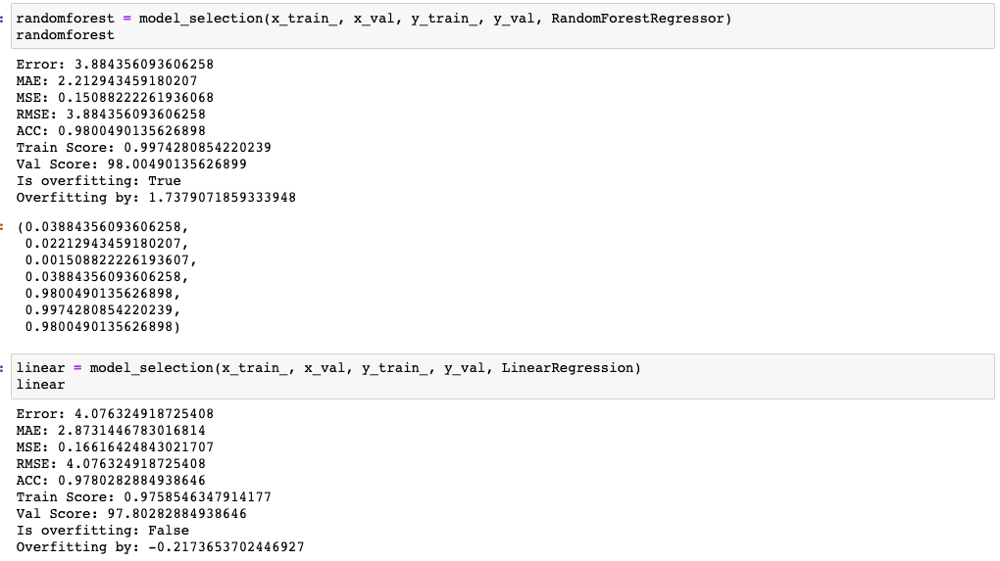 : randomforest = model_selection(x_train_, x_val, y_train_, y_val, RandomForestRegressor)
randomforest
Error: 3.884356093606258
MAE: 2.212943459180207
MSE: 0.15088222261936068
RMSE: 3.884356093606258
ACC: 0.9800490135626898
Train Score: 0.9974280854220239
Val Score: 98.00490135626899
Is overfitting: True
Overfitting by: 1.7379071859333948
: (0.03884356093606258,
0.02212943459180207,
0.001508822226193607,
0.03884356093606258,
0.9800490135626898,
0.9974280854220239,
0.9800490135626898)
: linear = model_selection(x_train_, x_val, y_train_, y_val, LinearRegression)
linear
Error: 4.076324918725408
MAE: 2.8731446783016814
MSE: 0.16616424843021707
RMSE: 4.076324918725408
ACC: 0.9780282884938646
Train Score: 0.9758546347914177
Val Score: 97.80282884938646
Is overfitting: False
Overfitting by: -0.2173653702446927